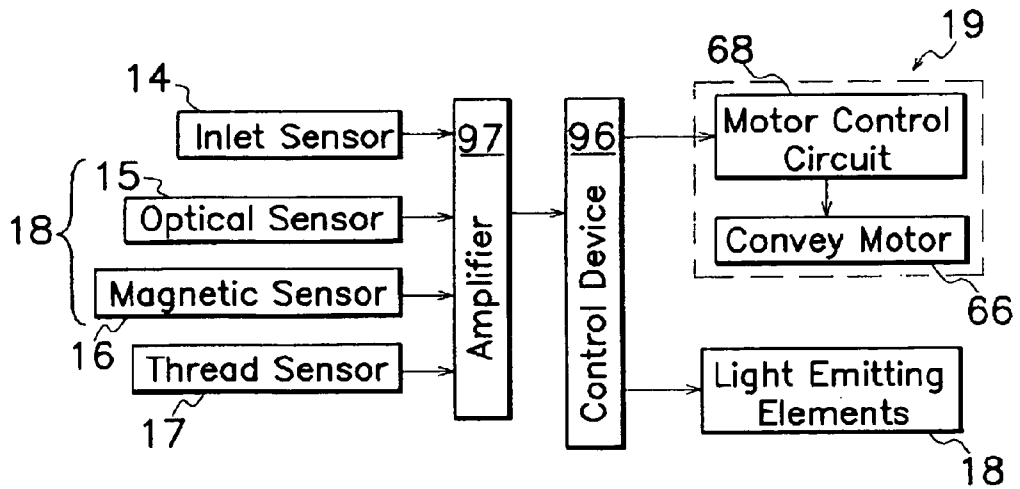 19
14
68
Inlet Sensor
97
96
Motor Control
Circuit
15
18
Optical Sensor
Amplifier
Control Device
Convey Motor
Magnetic Sensor
16
66
Thread Sensor
17
Light Emitting
Elements
18